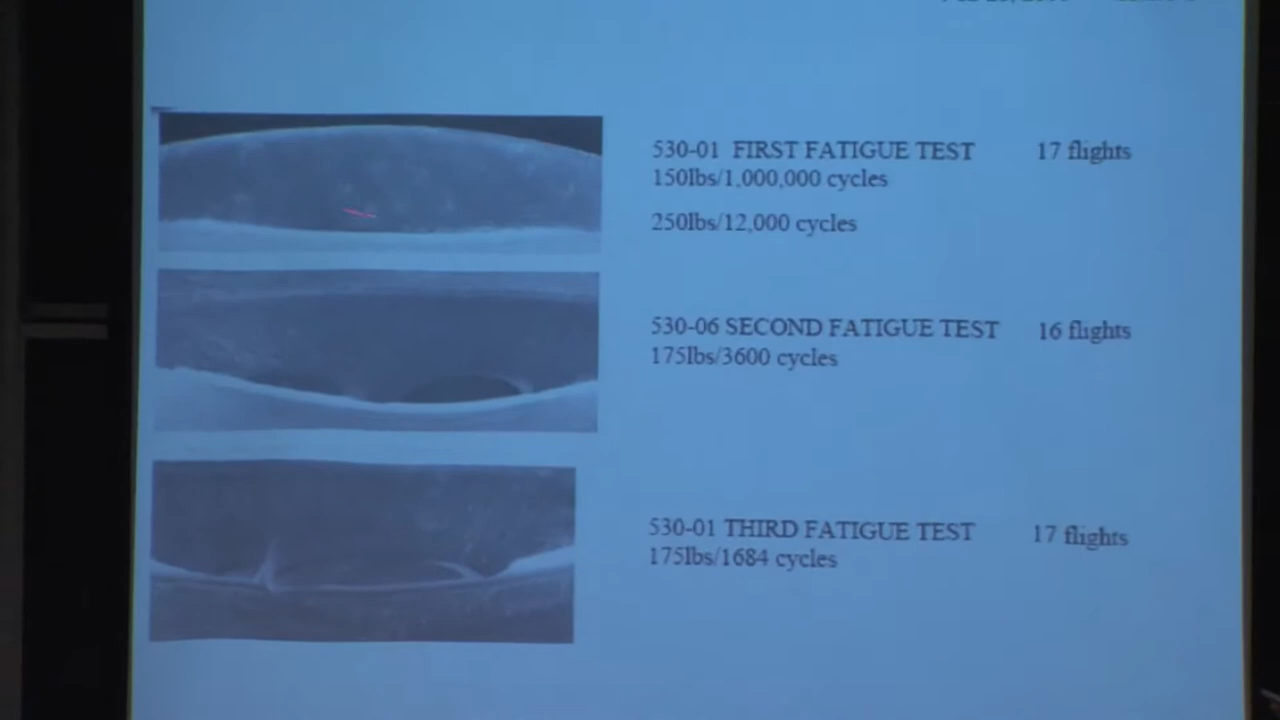 530-01 FIRST FATIGUE TEST 17 flights
150lbs/1,000,000 cycles
250lbs/12,000 cycles
530-06 SECOND FATIGUE TEST 16 flights
175lbs/3600 cycles
530-01 THIRD FATIGUE TEST 17 flights
175lbs/1684 cycles